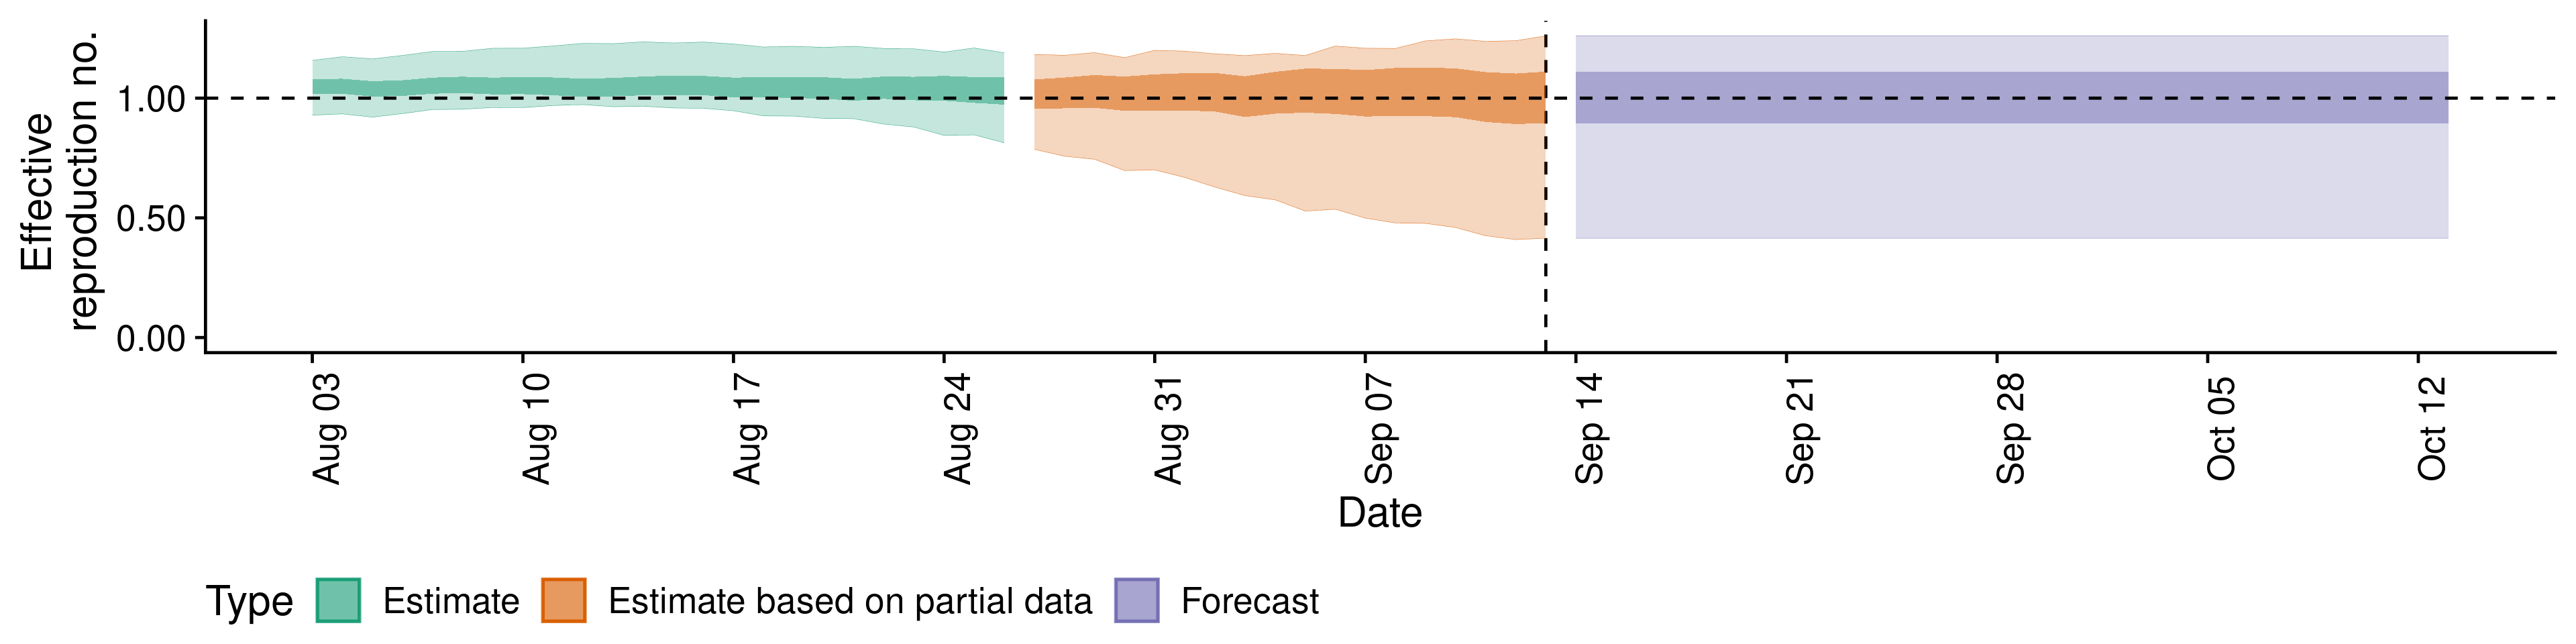 Effective
reproduction no.
1.00
0.50
0.00
Aug 03
Aug 10
Aug 17
Aug 24
Aug 31
Sep 07
Sep 14
Sep 21
Sep 28
Oct 05
Oct 12
Date
Type Estimate Estimate based on partial data Forecast